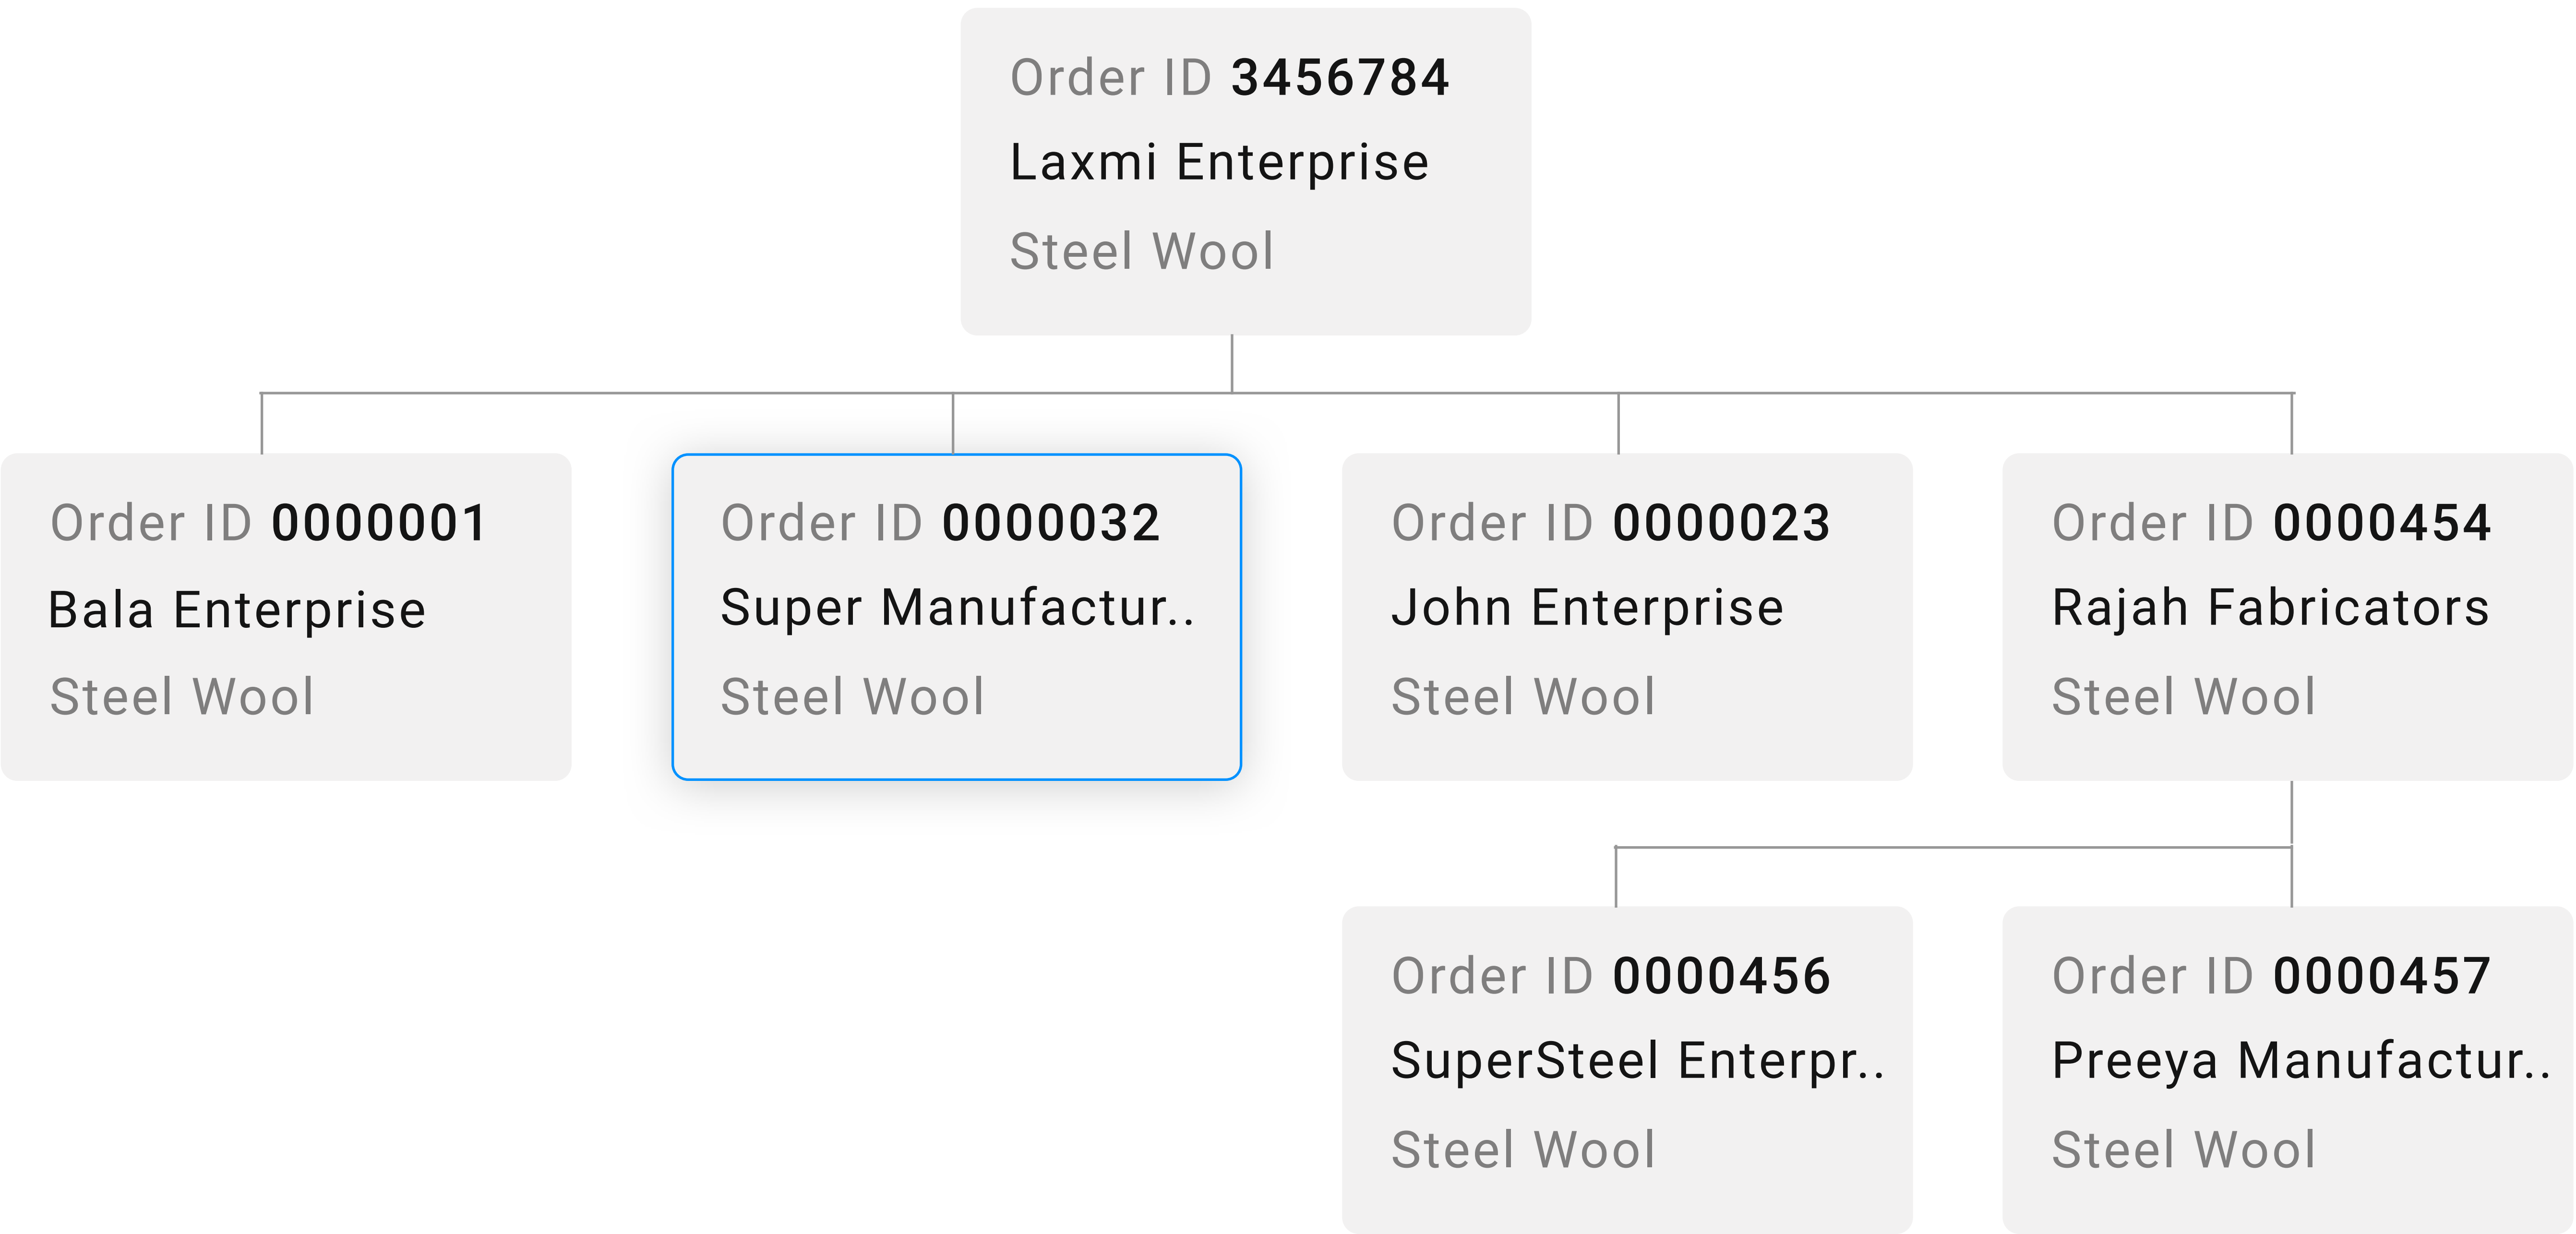 Order ID 3456784
Laxmi Enterprise
Steel Wool
Order ID 0000001
Bala Enterprise
Steel Wool
Order ID 0000032
Super Manufactur..
Steel Wool
Order ID 0000023
John Enterprise
Steel Wool
Order ID 0000454
Rajah Fabricators
Steel Wool
Order ID 0000456
SuperSteel Enterpr..
Steel Wool
Order ID 0000457
Preeya Manufactur..
Steel Wool